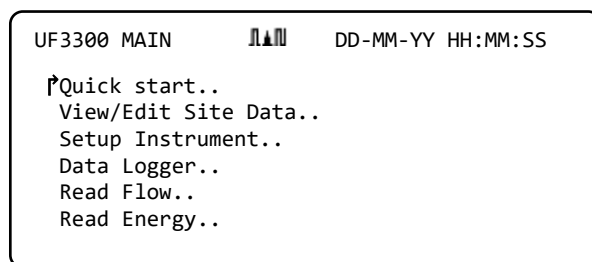 UF3300 MAIN DD-MM-YY HH:MM:SS
Quick start..
View/Edit Site Data..
Setup Instrument..
Data Logger..
Read Flow..
Read Energy..